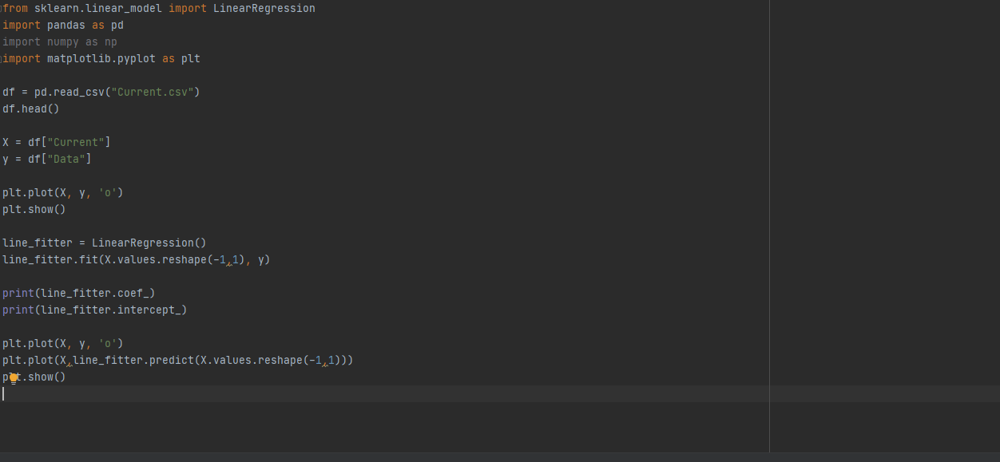 from sklearn.linear_model import LinearRegression
import pandas as pd
import numpy as np
import matplotlib.pyplot as plt
df = pd.read_csv("Current.csv")
df.head()
X = df["Current"]
y = df["Data"]
plt.plot(X, y, 'o')
plt.show()
line_fitter = LinearRegression()
line_fitter.fit(X.values.reshape(-1,1), y)
print(line_fitter.coef_)
print(line_fitter.intercept_)
plt.plot(X, y, 'o')
plt.plot(X,line_fitter.predict(X.values.reshape(-1,1)))
plt.show()